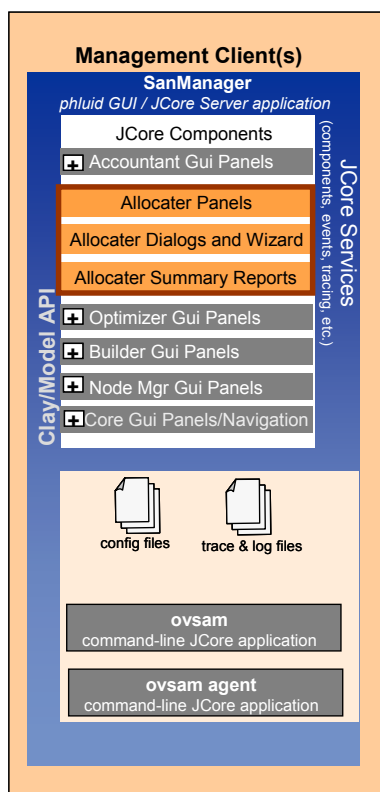 Management Client(s)
SanManager
phluid GUI / JCore Server application
JCore Components
+ Accountant Gui Panels
Allocater Panels
Allocater Dialogs and Wizard
Allocater Summary Reports
+ Optimizer Gui Panels
+ Builder Gui Panels
+ Node Mgr Gui Panels
+ Core Gui Panels/Navigation
Clay/Model API
JCore Services
(components, events, tracing, etc.)
config files
trace & log files
ovsam
command-line JCore application
ovsam agent
command-line JCore application